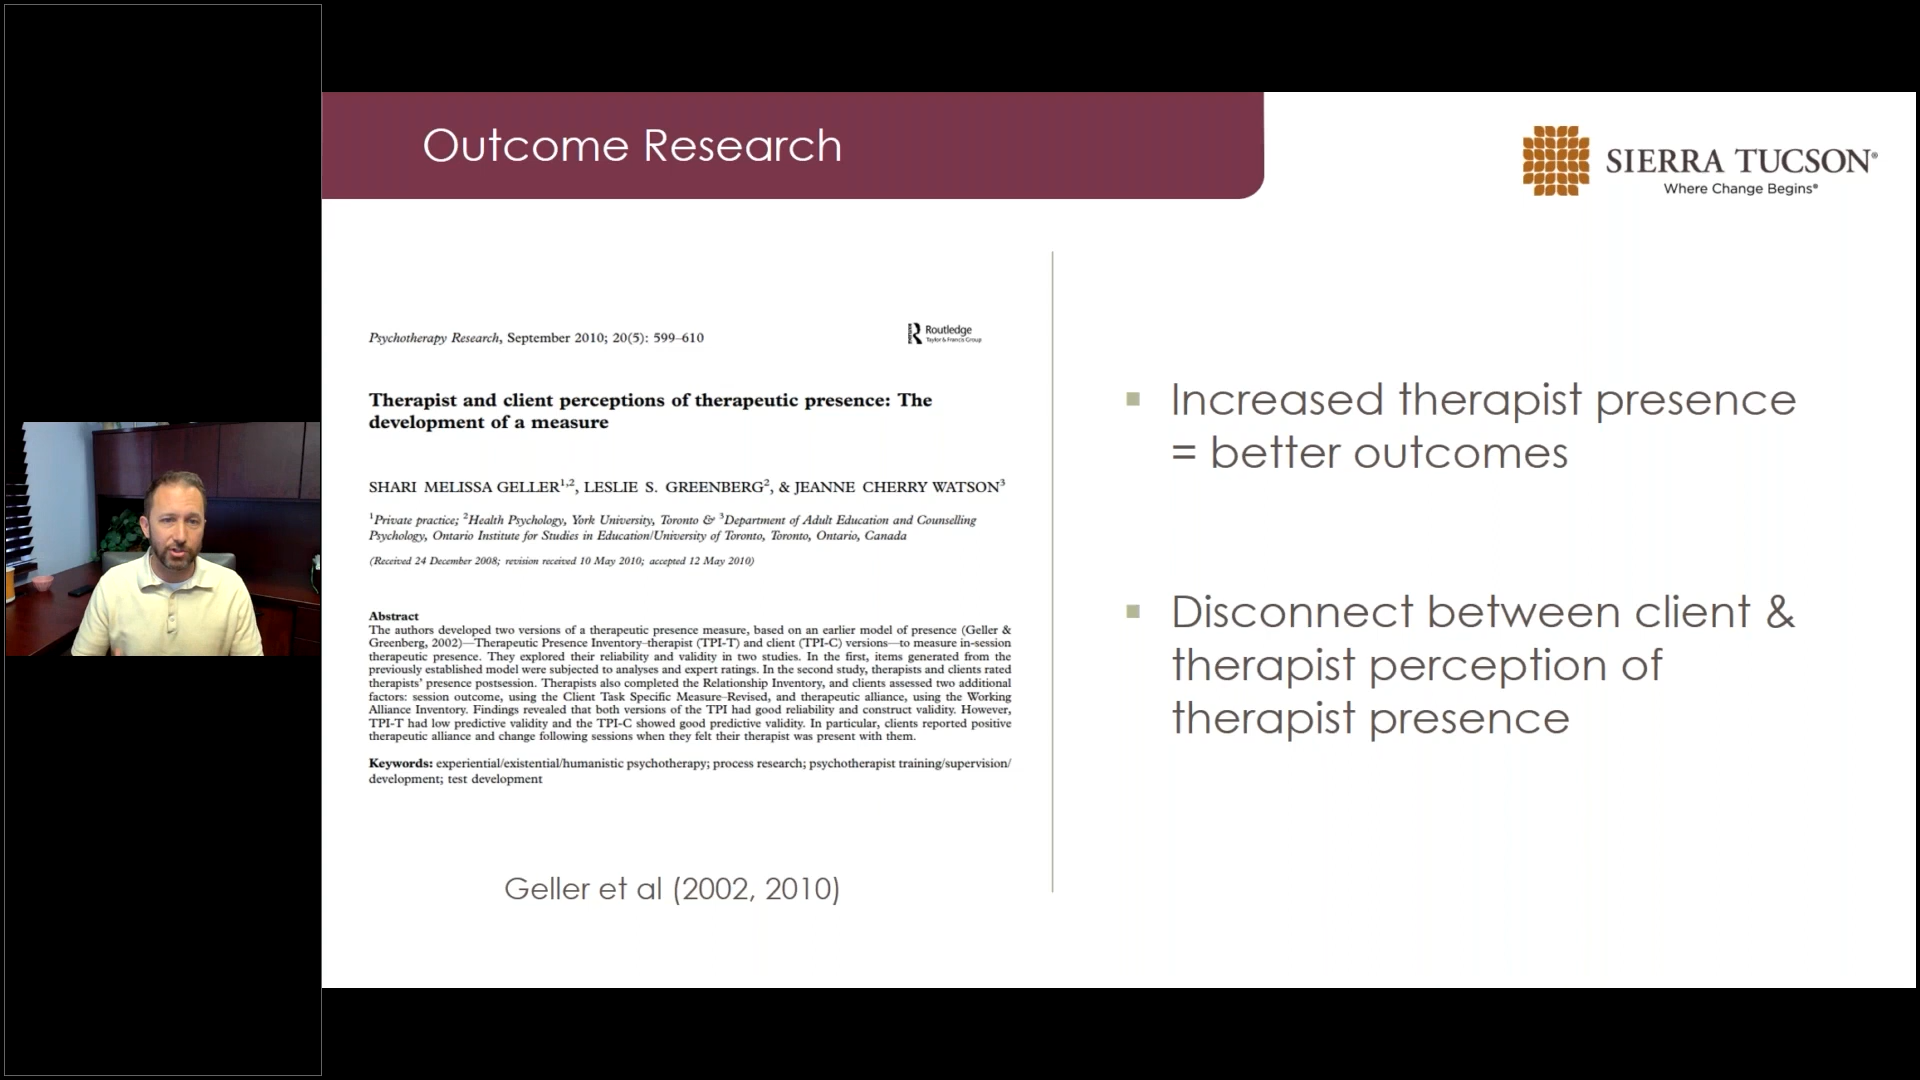 Outcome Research
SIERRA TUCSON®
Where Change Begins®
Psychotherapy Research, September 2010; 20(5): 599–610
Routledge
Taylor & Francis Group
Therapist and client perceptions of therapeutic presence: The
development of a measure
SHARI MELISSA GELLER1,2, LESLIE S. GREENBERG2, & JEANNE CHERRY WATSON3
1Private practice; 2Health Psychology, York University, Toronto & 3Department of Adult Education and Counselling
Psychology, Ontario Institute for Studies in Education/University of Toronto, Toronto, Ontario, Canada
(Received 24 December 2008; revision received 10 May 2010; accepted 12 May 2010)
Abstract
The authors developed two versions of a therapeutic presence measure, based on an earlier model of presence (Geller &
Greenberg, 2002)—Therapeutic Presence Inventory–therapist (TPI-T) and client (TPI-C) versions—to measure in-session
therapeutic presence. They explored their reliability and validity in two studies. In the first, items generated from the
previously established model were subjected to analyses and expert ratings. In the second study, therapists and clients rated
therapists' presence postsession. Therapists also completed the Relationship Inventory, and clients assessed two additional
factors: session outcome, using the Client Task Specific Measure–Revised, and therapeutic alliance, using the Working
Alliance Inventory. Findings revealed that both versions of the TPI had good reliability and construct validity. However,
TPI-T had low predictive validity and the TPI-C showed good predictive validity. In particular, clients reported positive
therapeutic alliance and change following sessions when they felt their therapist was present with them.
Keywords: experiential/existential/humanistic psychotherapy; process research; psychotherapist training/supervision/
development; test development
Geller et al (2002, 2010)
Increased therapist presence
= better outcomes
Disconnect between client &
therapist perception of
therapist presence